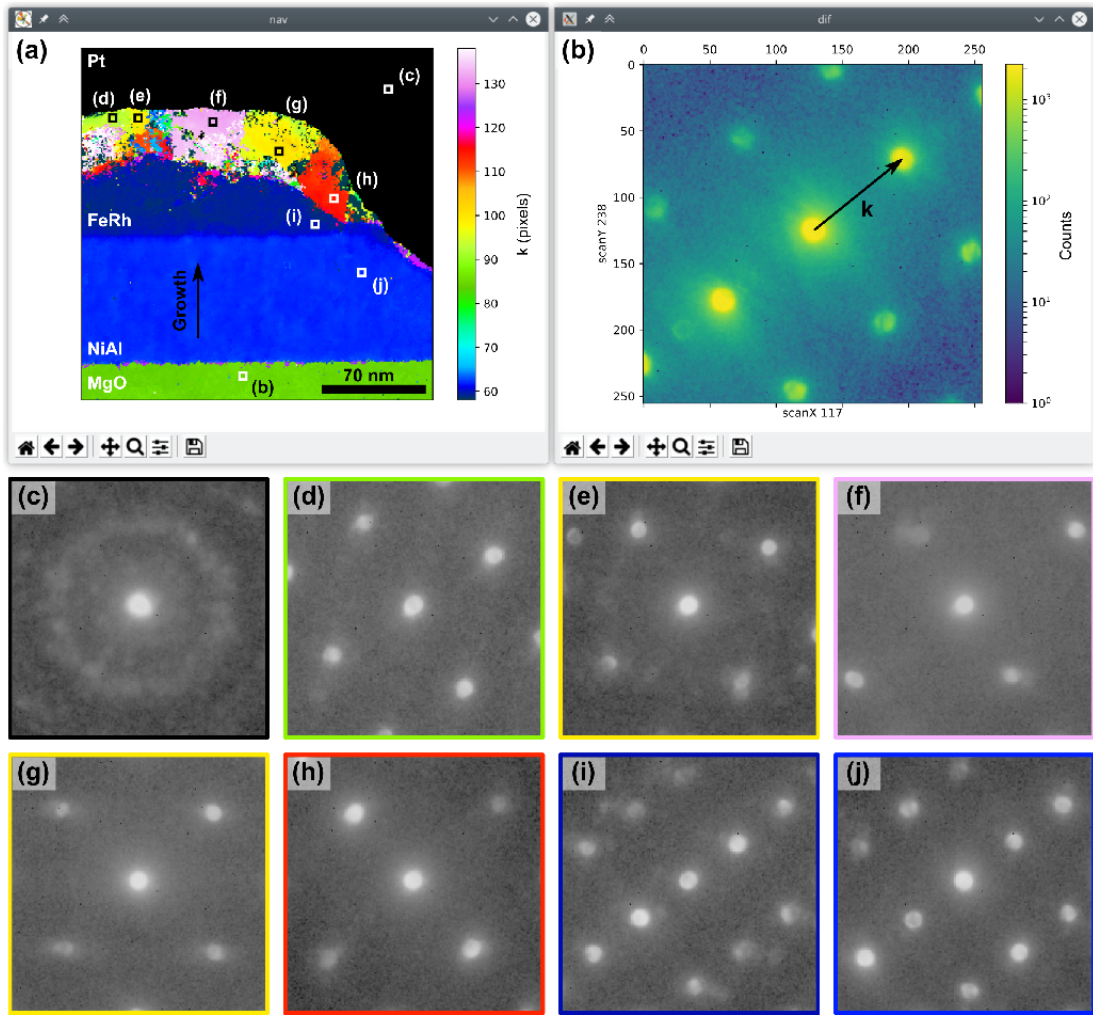 nav
(a)
Pt
(c)
(d)
(e)
(f)
(g)
(h)
FeRh
(i)
(j)
Growth
NiAl
MgO
(b)
70 nm
130
120
110
100
90
80
70
60
k (pixels)
dif
(b)
0 50 100 150 200 250
0
50
100
150
200
250
scanY 238
scanX 117
k
10³
10²
10¹
10⁰
Counts
(c)
(d)
(e)
(f)
(g)
(h)
(i)
(j)